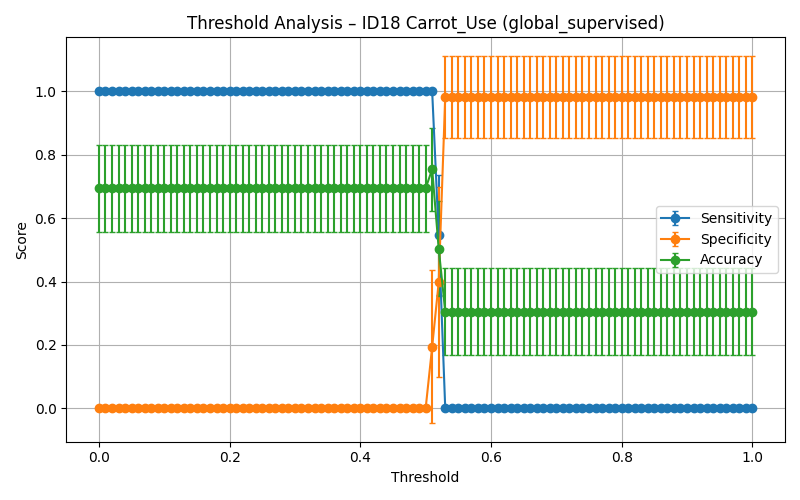 Threshold Analysis – ID18 Carrot_Use (global_supervised)
1.0
0.8
0.6
0.4
0.2
0.0
Score
Sensitivity
Specificity
Accuracy
0.0 0.2 0.4 0.6 0.8 1.0
Threshold